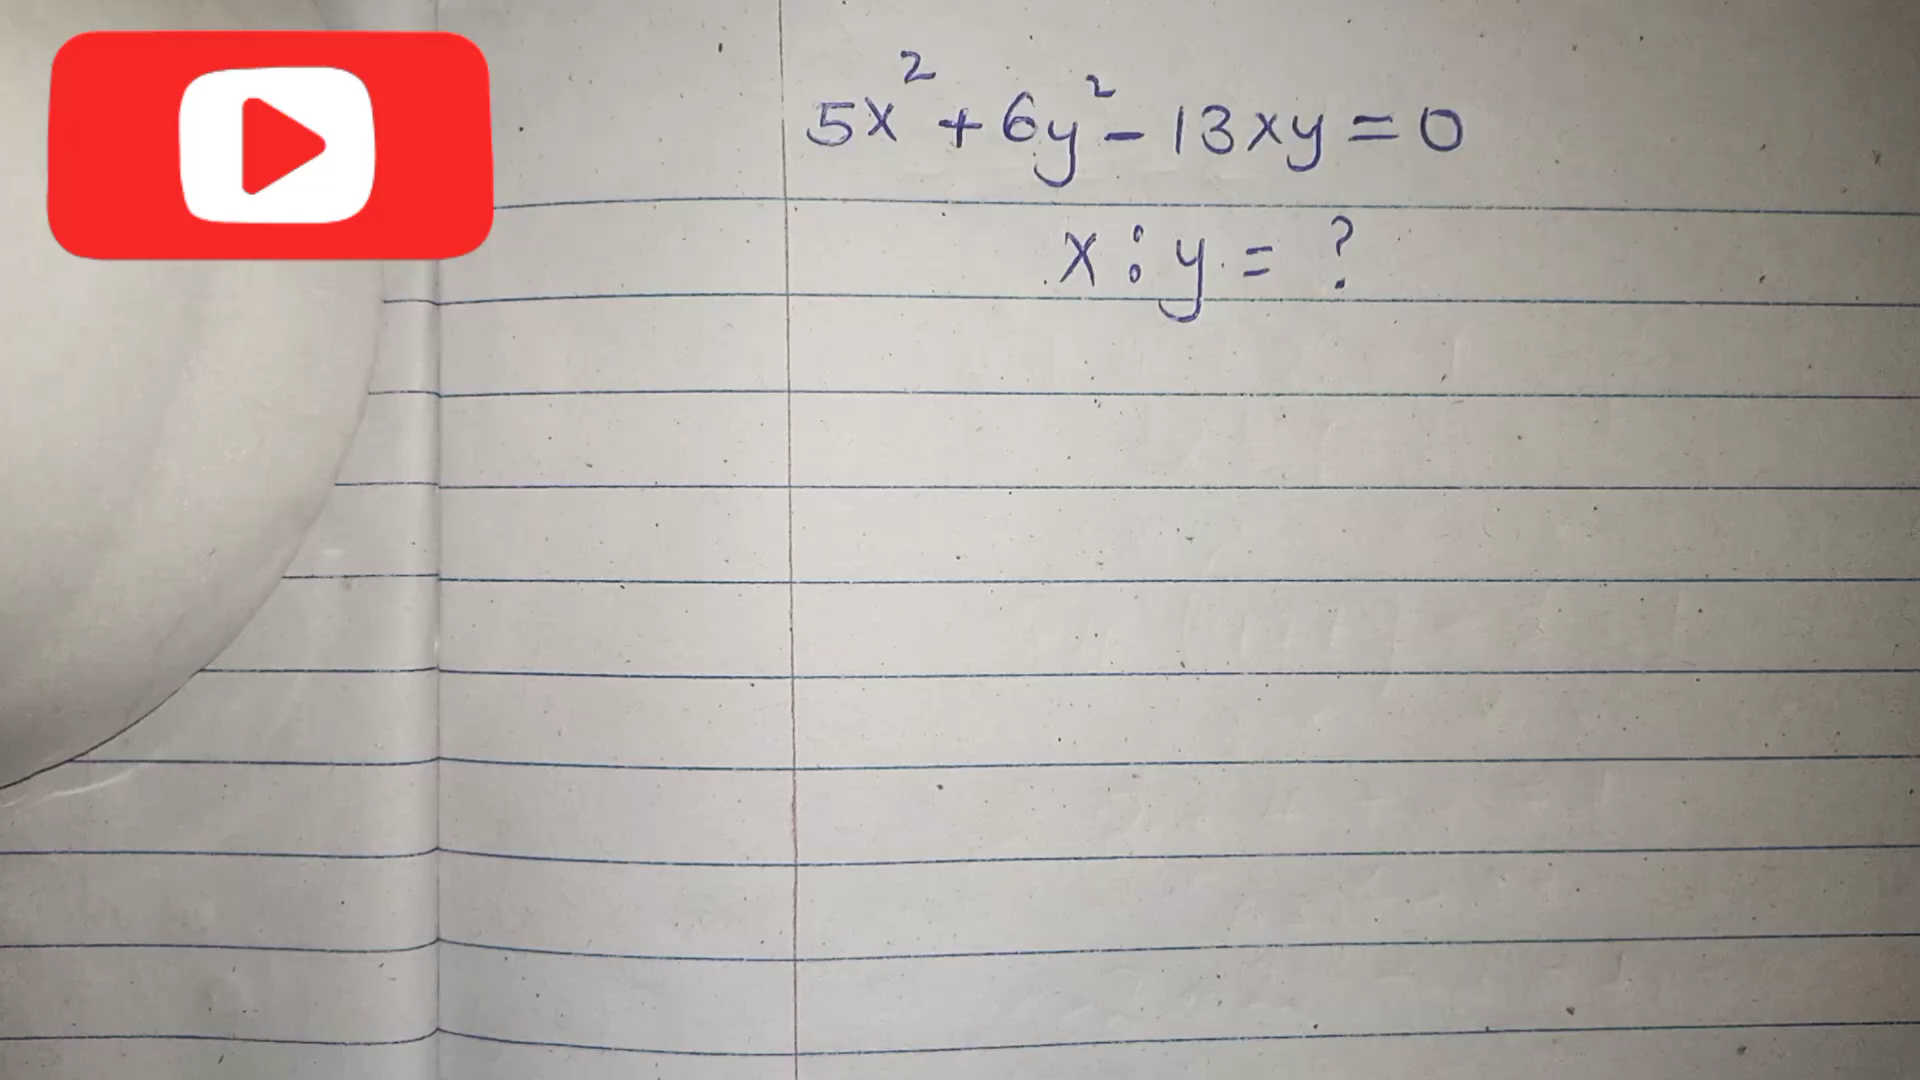 5x² + 6y² - 13xy = 0
x : y = ?